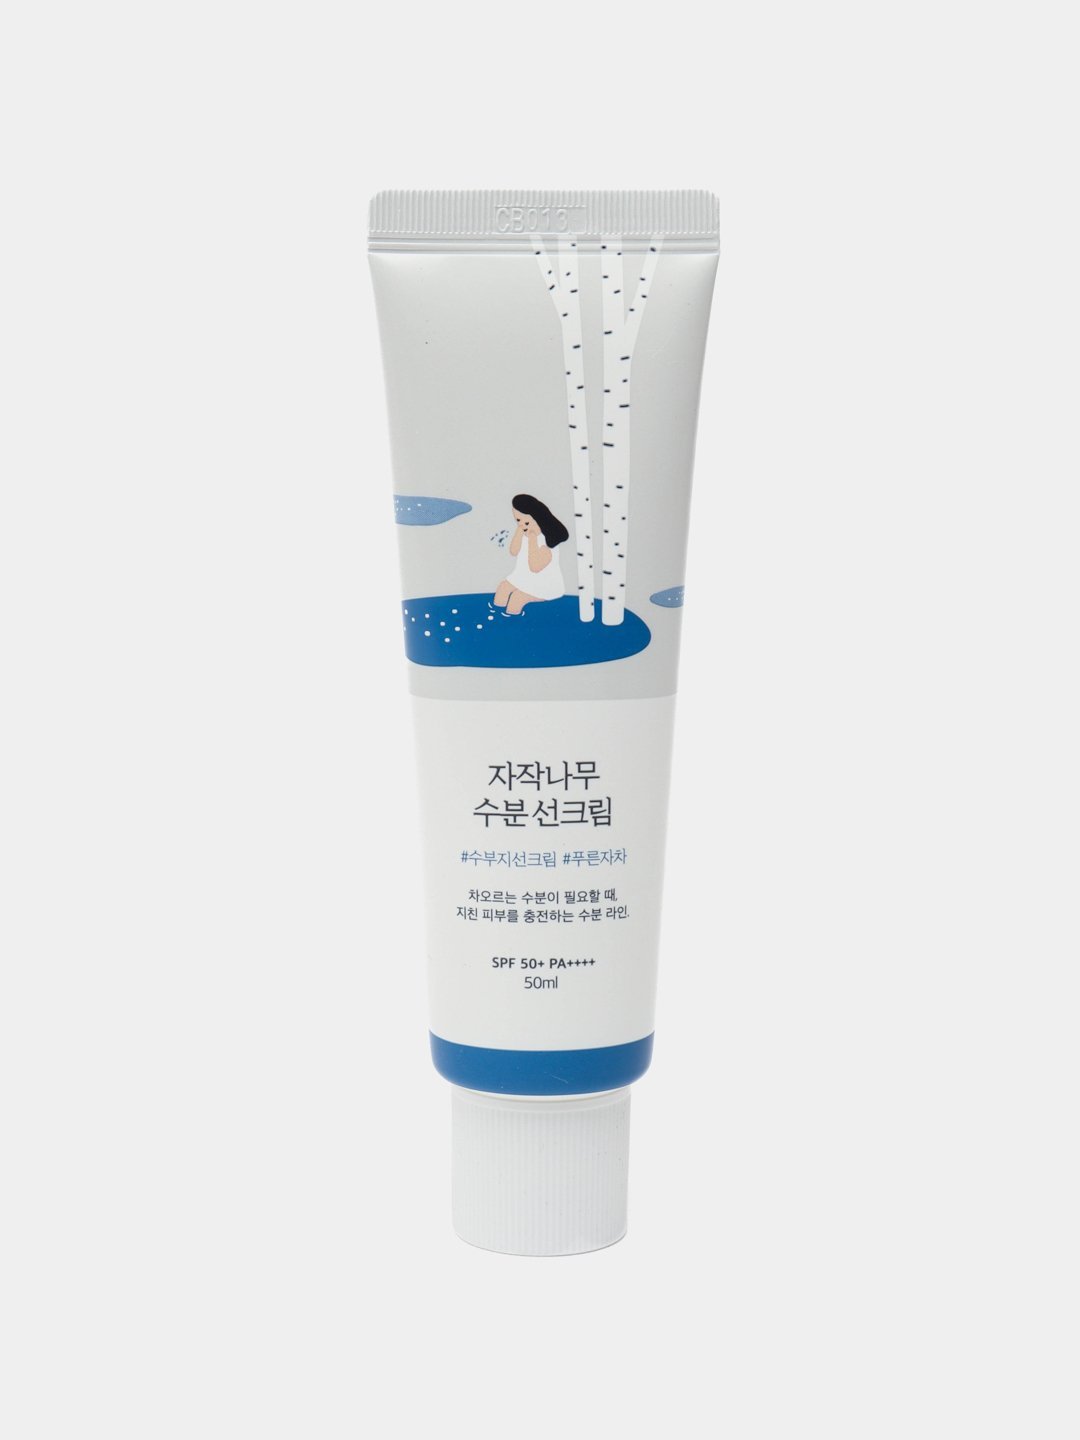 CB013
자작나무
수분 선크림
#수부지선크림 #푸른자차
차오르는 수분이 필요할 때,
지친 피부를 충전하는 수분 라인.
SPF 50+ PA++++
50ml